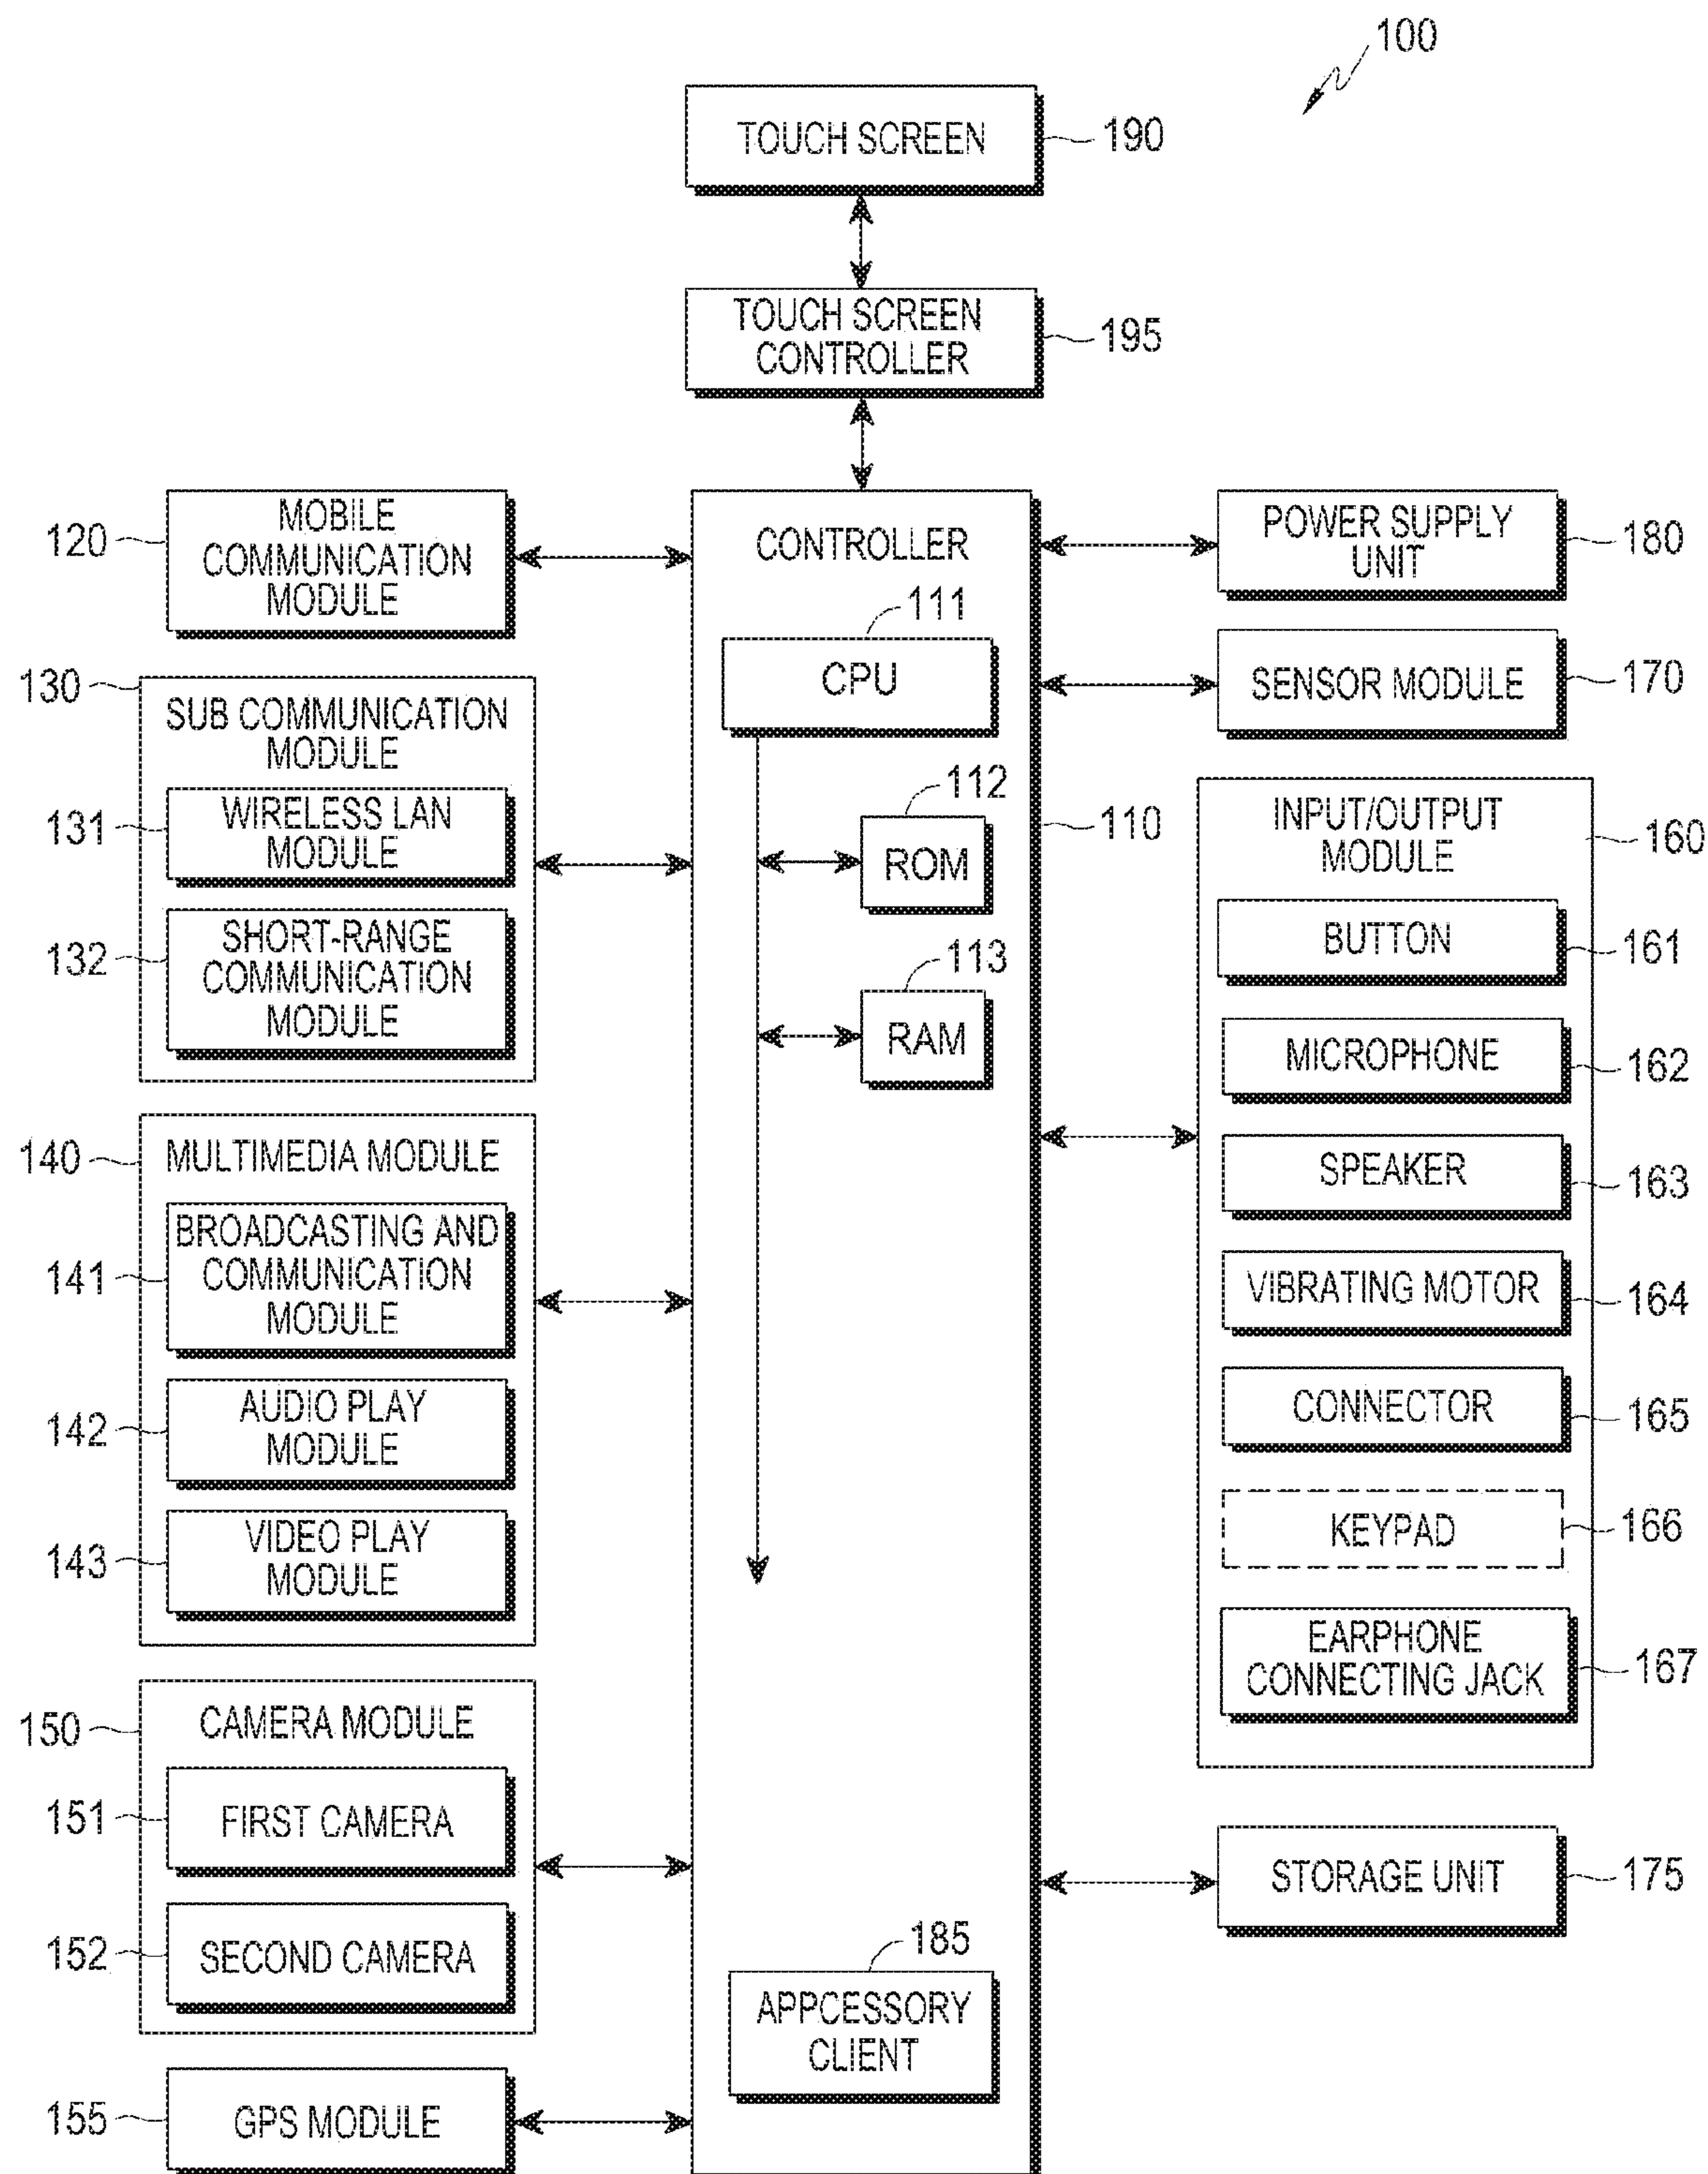 100
TOUCH SCREEN
190
TOUCH SCREEN
CONTROLLER
195
120
MOBILE
COMMUNICATION
MODULE
130
SUB COMMUNICATION
MODULE
131
WIRELESS LAN
MODULE
132
SHORT-RANGE
COMMUNICATION
MODULE
140
MULTIMEDIA MODULE
141
BROADCASTING AND
COMMUNICATION
MODULE
142
AUDIO PLAY
MODULE
143
VIDEO PLAY
MODULE
150
CAMERA MODULE
151
FIRST CAMERA
152
SECOND CAMERA
155
GPS MODULE
CONTROLLER
111
CPU
112
ROM
113
RAM
110
185
APPCESSORY
CLIENT
POWER SUPPLY
UNIT
180
SENSOR MODULE
170
INPUT/OUTPUT
MODULE
160
BUTTON
161
MICROPHONE
162
SPEAKER
163
VIBRATING MOTOR
164
CONNECTOR
165
KEYPAD
166
EARPHONE
CONNECTING JACK
167
STORAGE UNIT
175